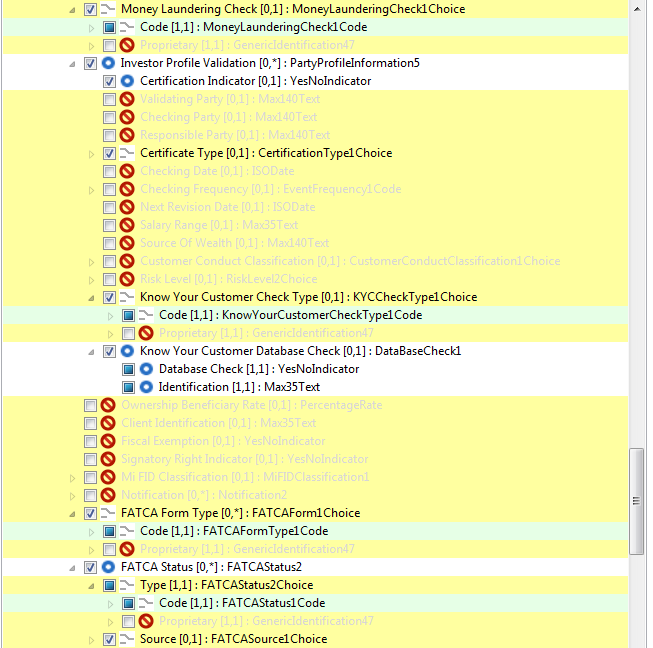 Money Laundering Check [0,1] : MoneyLaunderingCheck1Choice
Code [1,1] : MoneyLaunderingCheck1Code
Proprietary [1,1] : GenericIdentification47
Investor Profile Validation [0,*] : PartyProfileInformation5
Certification Indicator [0,1] : YesNoIndicator
Validating Party [0,1] : Max140Text
Checking Party [0,1] : Max140Text
Responsible Party [0,1] : Max140Text
Certificate Type [0,1] : CertificationType1Choice
Checking Date [0,1] : ISODate
Checking Frequency [0,1] : EventFrequency1Code
Next Revision Date [0,1] : ISODate
Salary Range [0,1] : Max35Text
Source Of Wealth [0,1] : Max140Text
Customer Conduct Classification [0,1] : CustomerConductClassification1Choice
Risk Level [0,1] : RiskLevel2Choice
Know Your Customer Check Type [0,1] : KYCCheckType1Choice
Code [1,1] : KnowYourCustomerCheckType1Code
Proprietary [1,1] : GenericIdentification47
Know Your Customer Database Check [0,1] : DataBaseCheck1
Database Check [1,1] : YesNoIndicator
Identification [1,1] : Max35Text
Ownership Beneficiary Rate [0,1] : PercentageRate
Client Identification [0,1] : Max35Text
Fiscal Exemption [0,1] : YesNoIndicator
Signatory Right Indicator [0,1] : YesNoIndicator
Mi FID Classification [0,1] : MiFIDClassification1
Notification [0,*] : Notification2
FATCA Form Type [0,*] : FATCAForm1Choice
Code [1,1] : FATCAFormType1Code
Proprietary [1,1] : GenericIdentification47
FATCA Status [0,*] : FATCAStatus2
Type [1,1] : FATCAStatus2Choice
Code [1,1] : FATCAStatus1Code
Proprietary [1,1] : GenericIdentification47
Source [0,1] : FATCASource1Choice